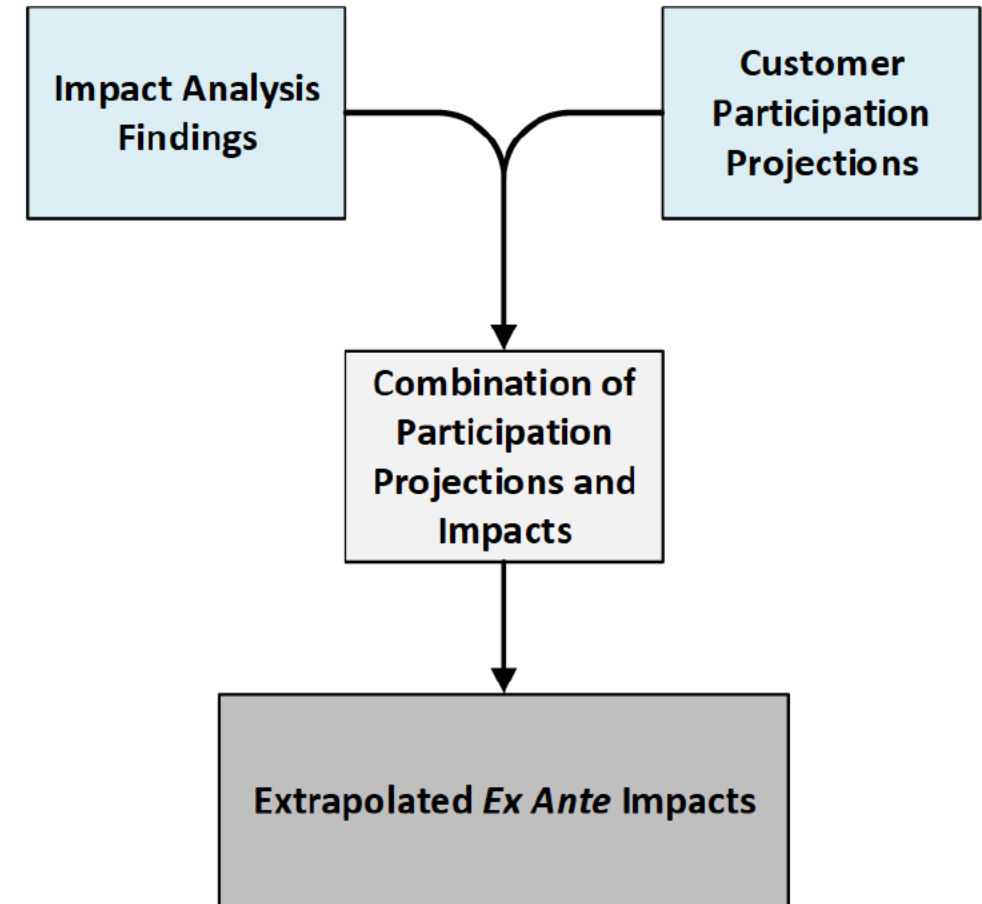 Impact Analysis
Findings
Customer
Participation
Projections
Combination of
Participation
Projections and
Impacts
Extrapolated Ex Ante Impacts